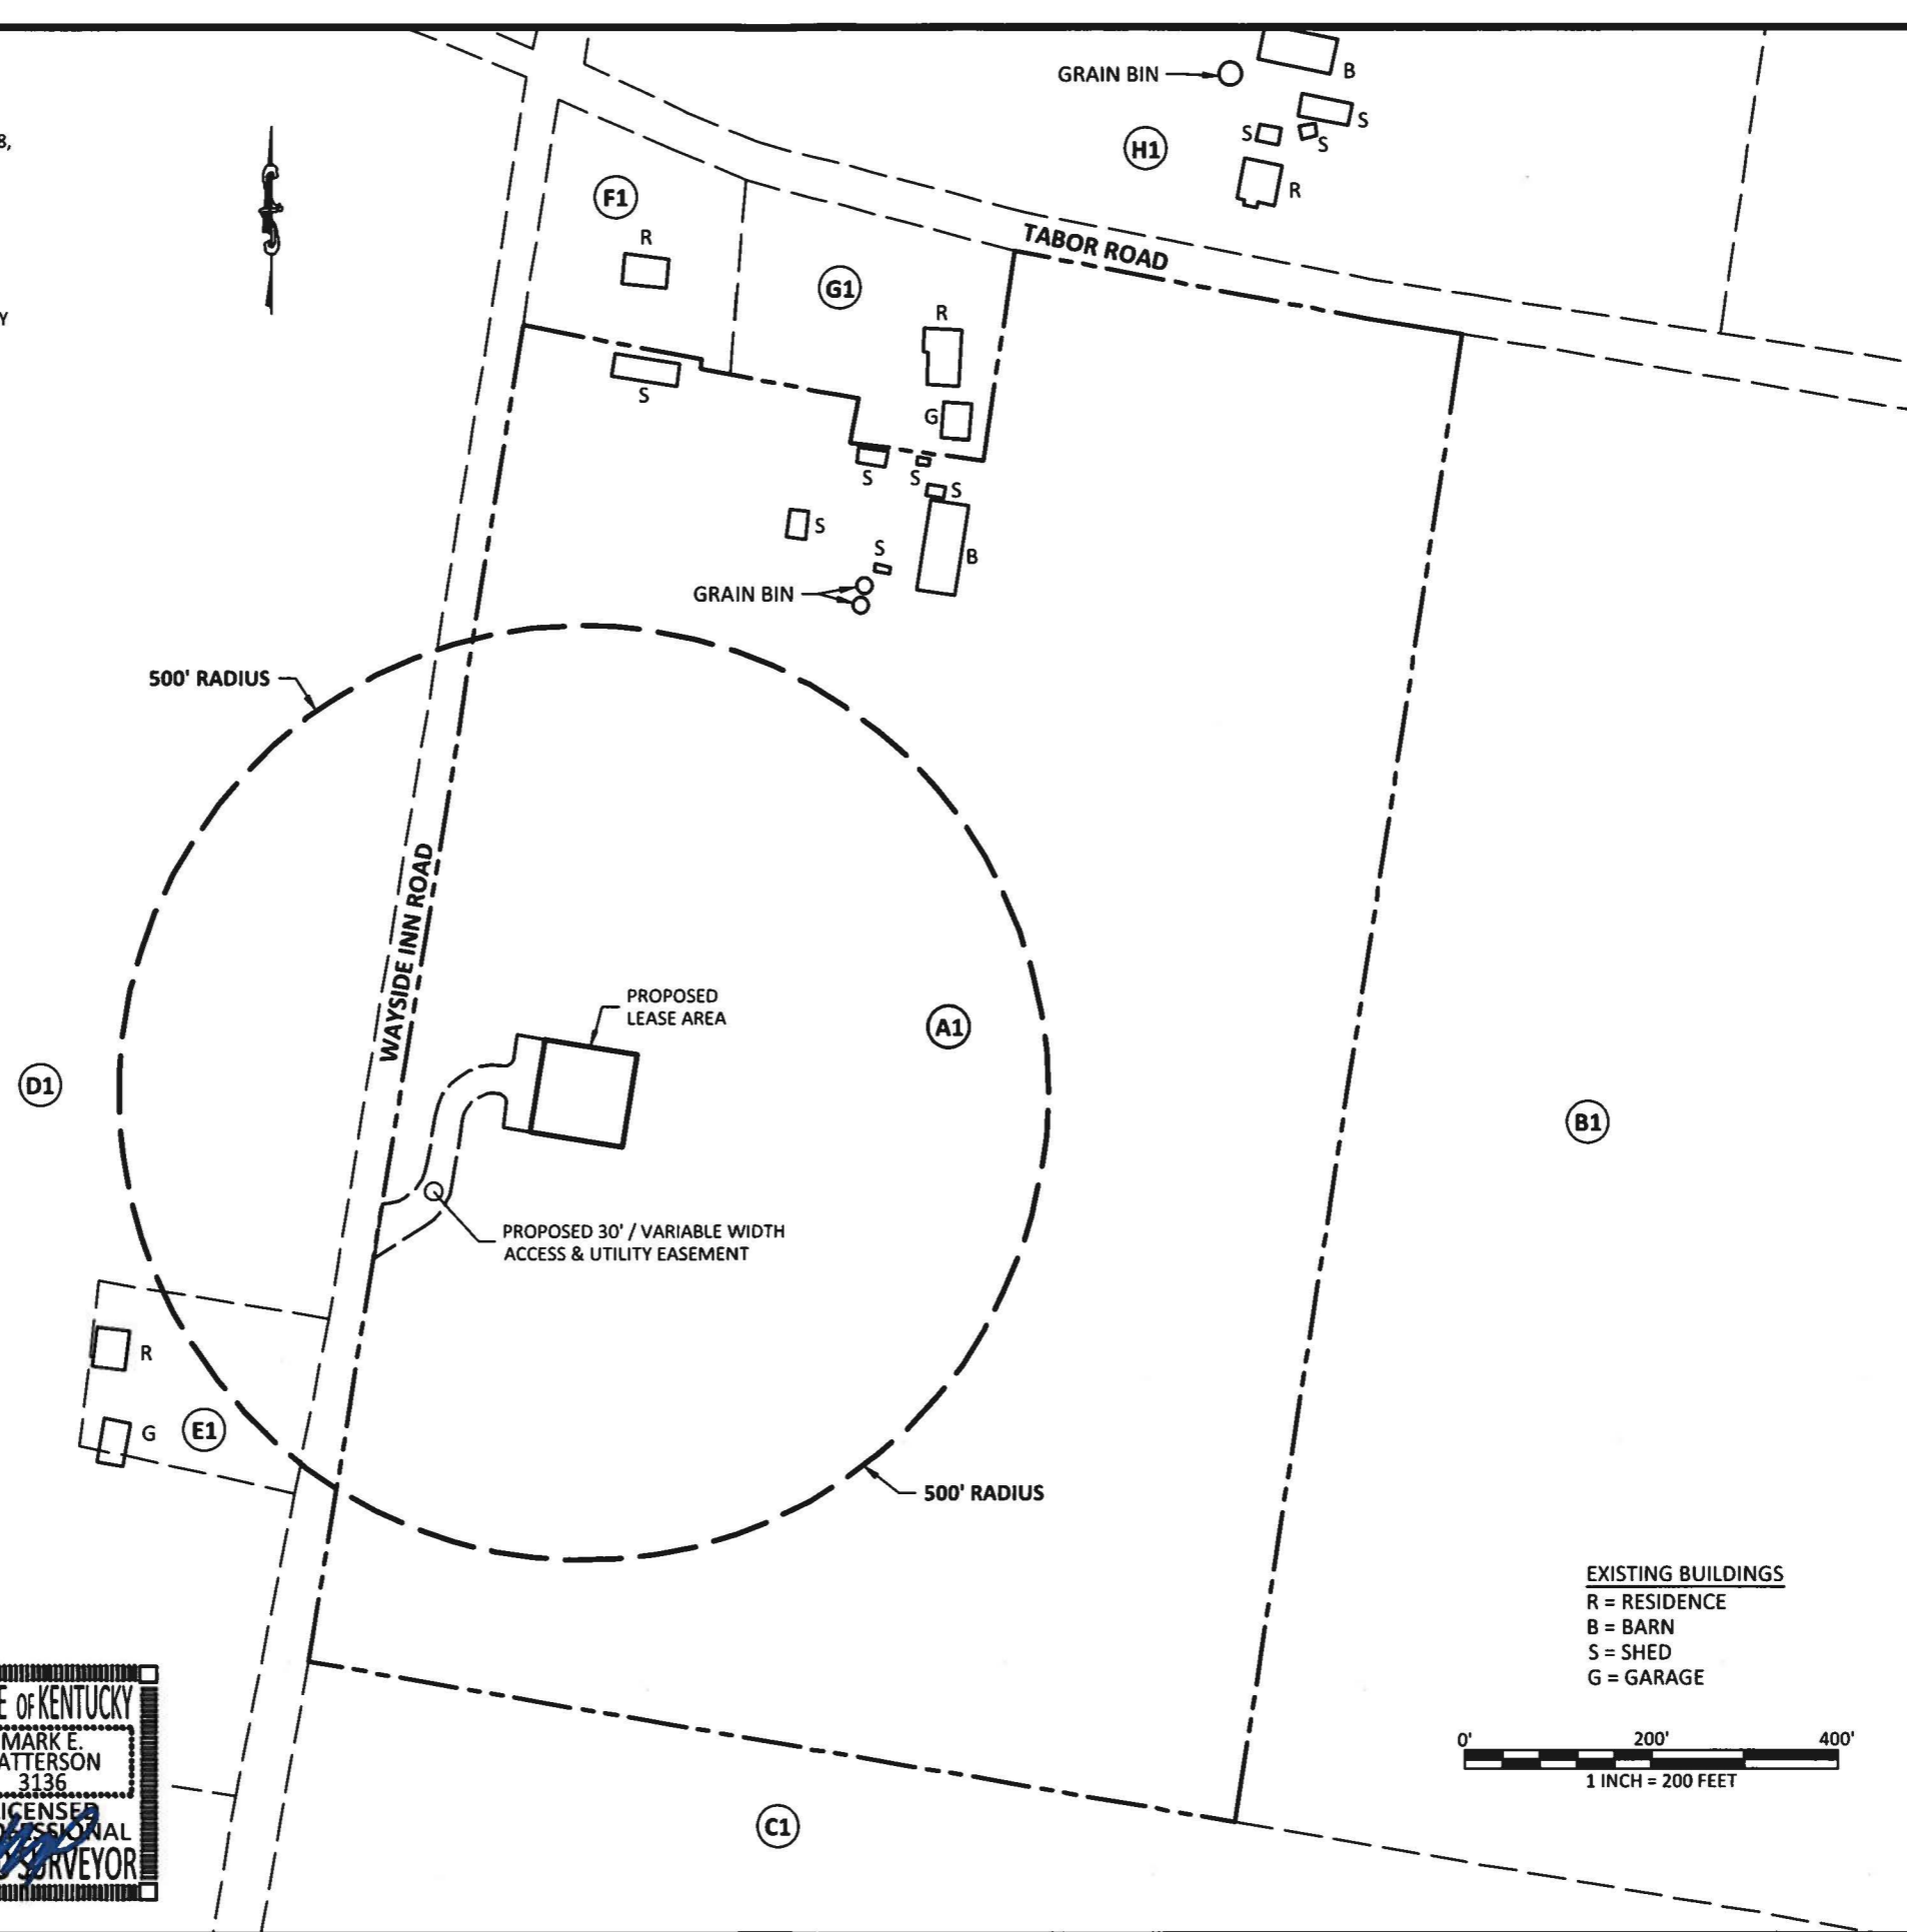 8,
Y
GRAIN BIN
B
S
S
S
R
H1
TABOR ROAD
F1
R
G1
R
G
S
S
S
S
S
S
B
GRAIN BIN
500' RADIUS
WAYSIDE INN ROAD
PROPOSED
LEASE AREA
A1
D1
B1
PROPOSED 30' / VARIABLE WIDTH
ACCESS & UTILITY EASEMENT
R
G
E1
500' RADIUS
EXISTING BUILDINGS
R = RESIDENCE
B = BARN
S = SHED
G = GARAGE
0' 200' 400'
1 INCH = 200 FEET
C1
E OF KENTUCKY
MARK E.
ATTERSON
3136
ICENSED
OFESSIONAL
SURVEYOR